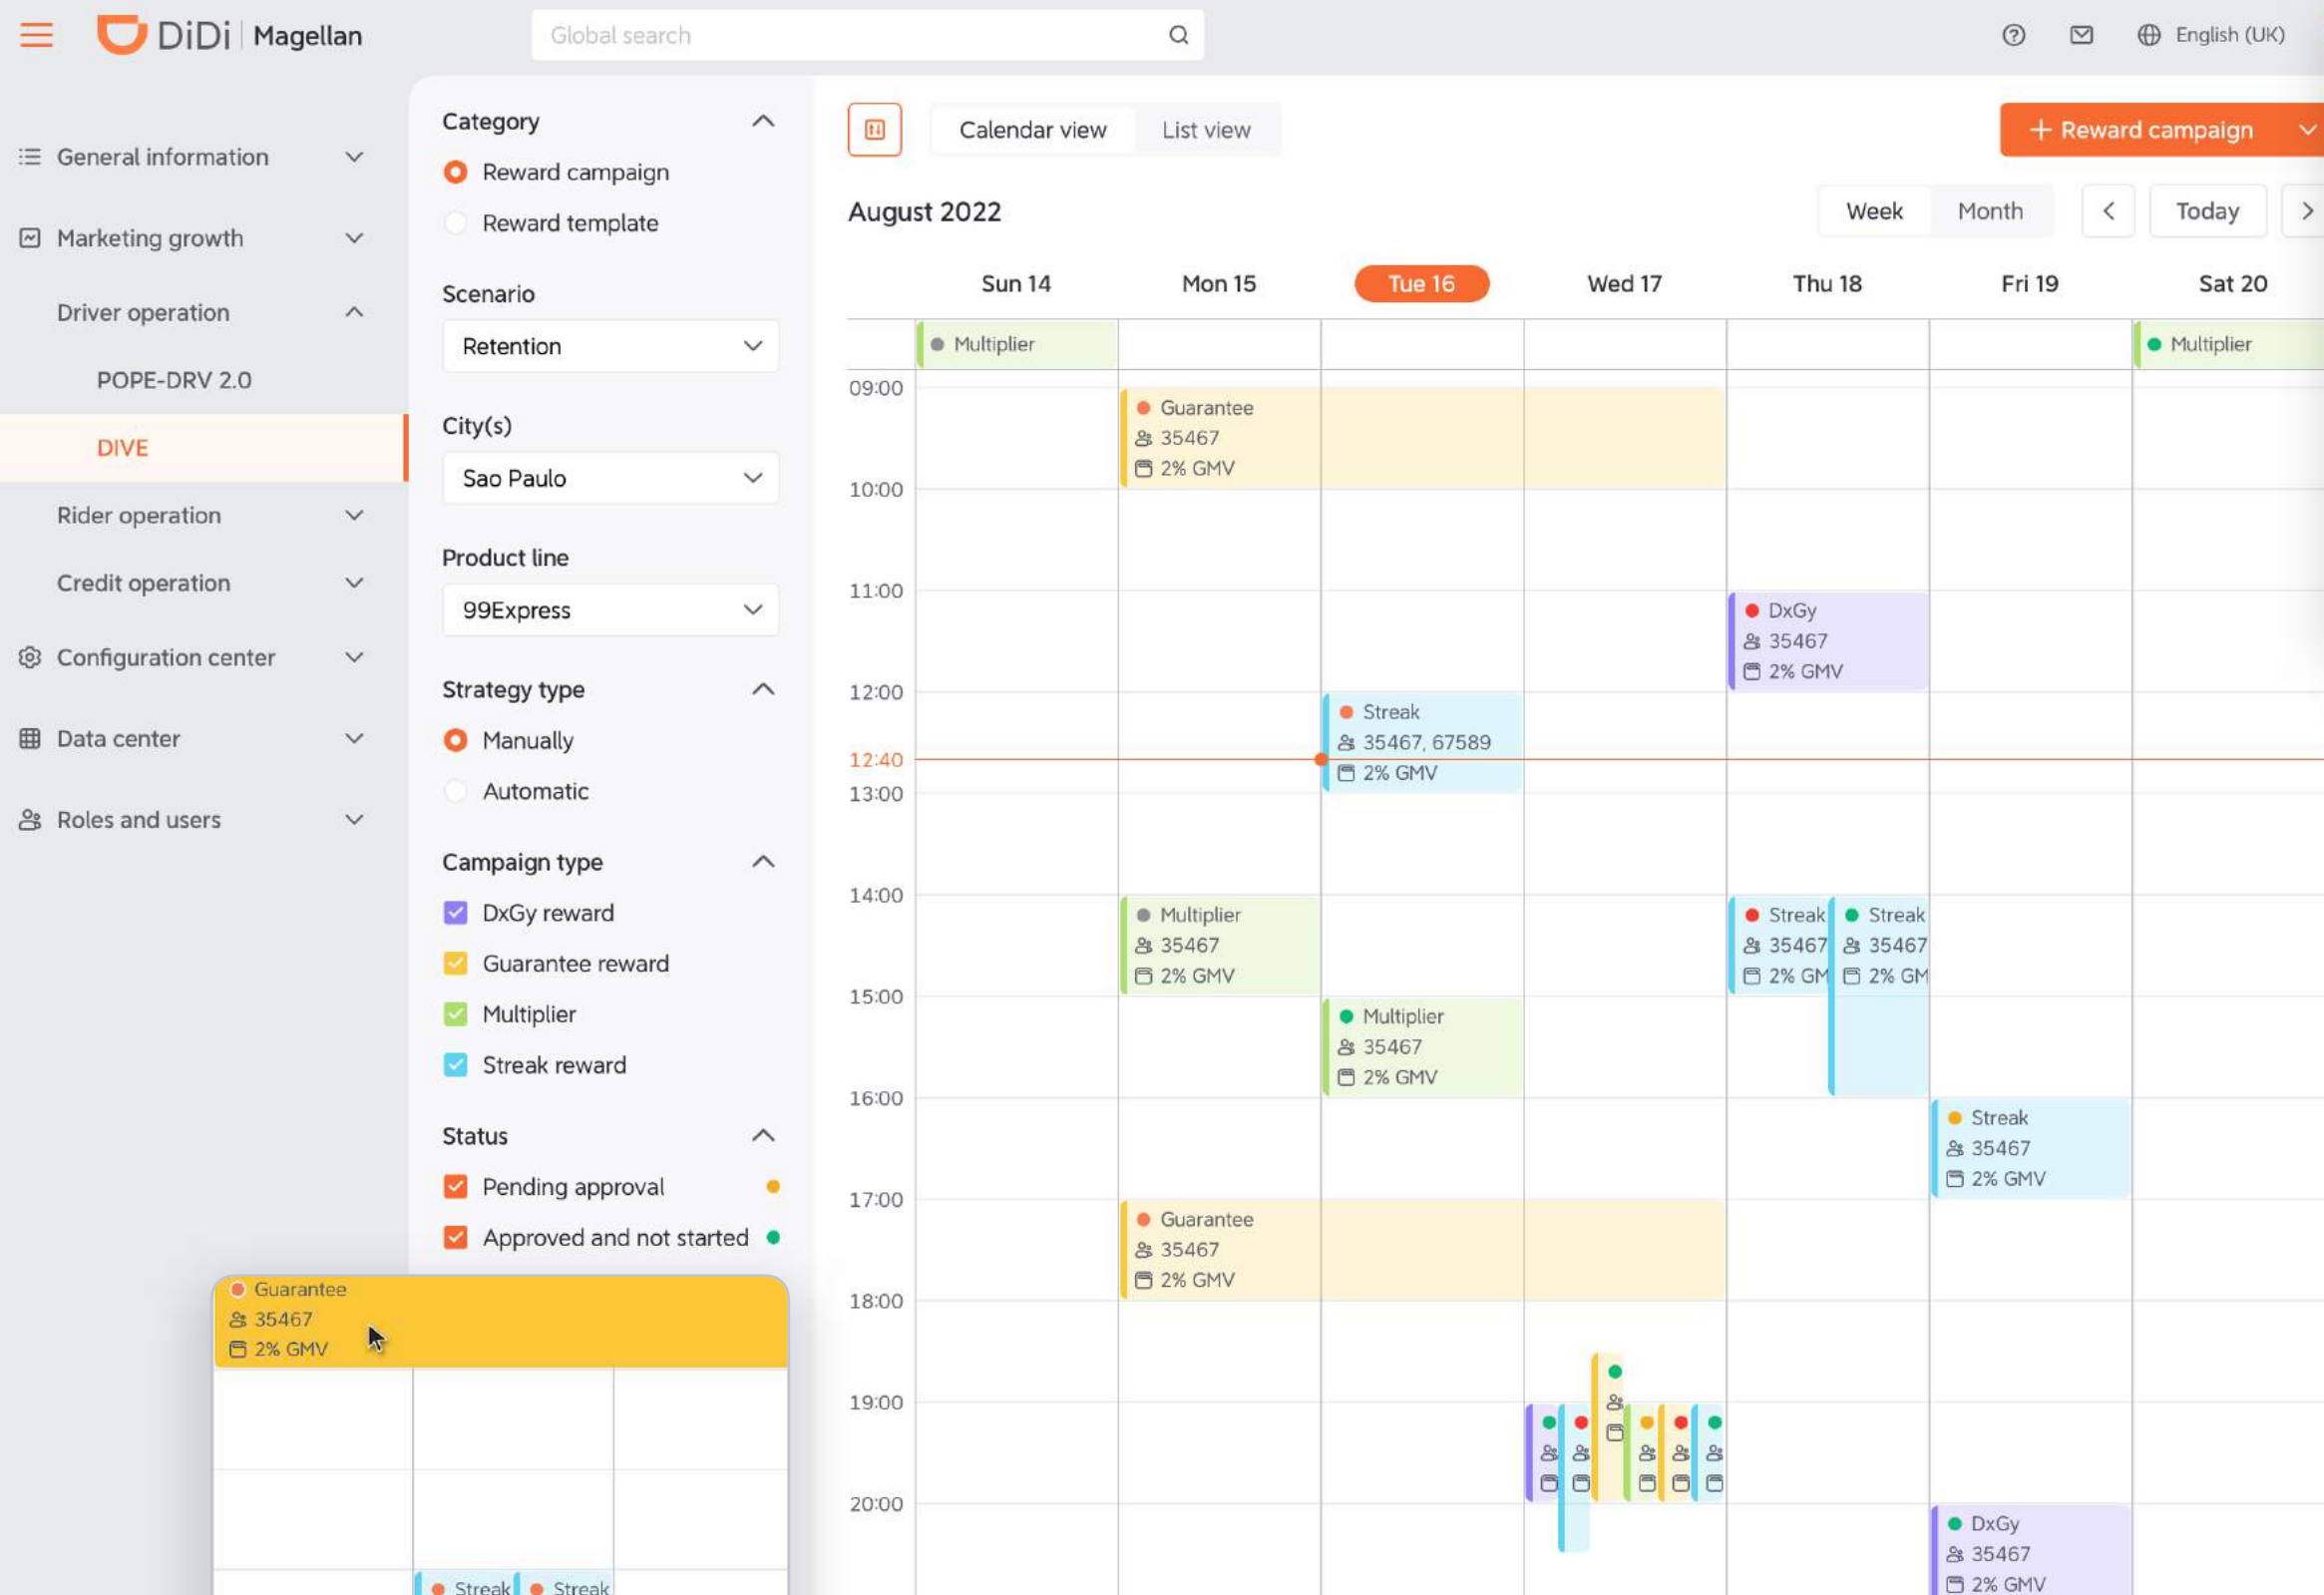 DiDi | Magellan
Global search
English (UK)
General information
Marketing growth
Driver operation
POPE-DRV 2.0
DIVE
Rider operation
Credit operation
Configuration center
Data center
Roles and users
Category
Reward campaign
Reward template
Scenario
Retention
City(s)
Sao Paulo
Product line
99Express
Strategy type
Manually
Automatic
Campaign type
DxGy reward
Guarantee reward
Multiplier
Streak reward
Status
Pending approval
Approved and not started
Guarantee
35467
2% GMV
Streak
Streak
Calendar view
List view
+ Reward campaign
August 2022
Week
Month
Today
Sun 14
Mon 15
Tue 16
Wed 17
Thu 18
Fri 19
Sat 20
Multiplier
Multiplier
09:00
Guarantee
35467
2% GMV
10:00
11:00
DxGy
35467
2% GMV
12:00
Streak
35467, 67589
12:40
2% GMV
13:00
14:00
Multiplier
35467
2% GMV
Streak
35467
2% GM
Streak
35467
2% GM
15:00
Multiplier
35467
2% GMV
16:00
Streak
35467
2% GMV
17:00
Guarantee
35467
2% GMV
18:00
19:00
20:00
DxGy
35467
2% GMV